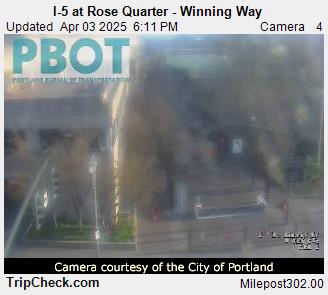 I-5 at Rose Quarter - Winning Way
Updated Apr 03 2025 6:11 PM Camera 4
PBOT
PORTLAND BUREAU OF TRANSPORTATION
Camera courtesy of the City of Portland
TripCheck.com Milepost302.00